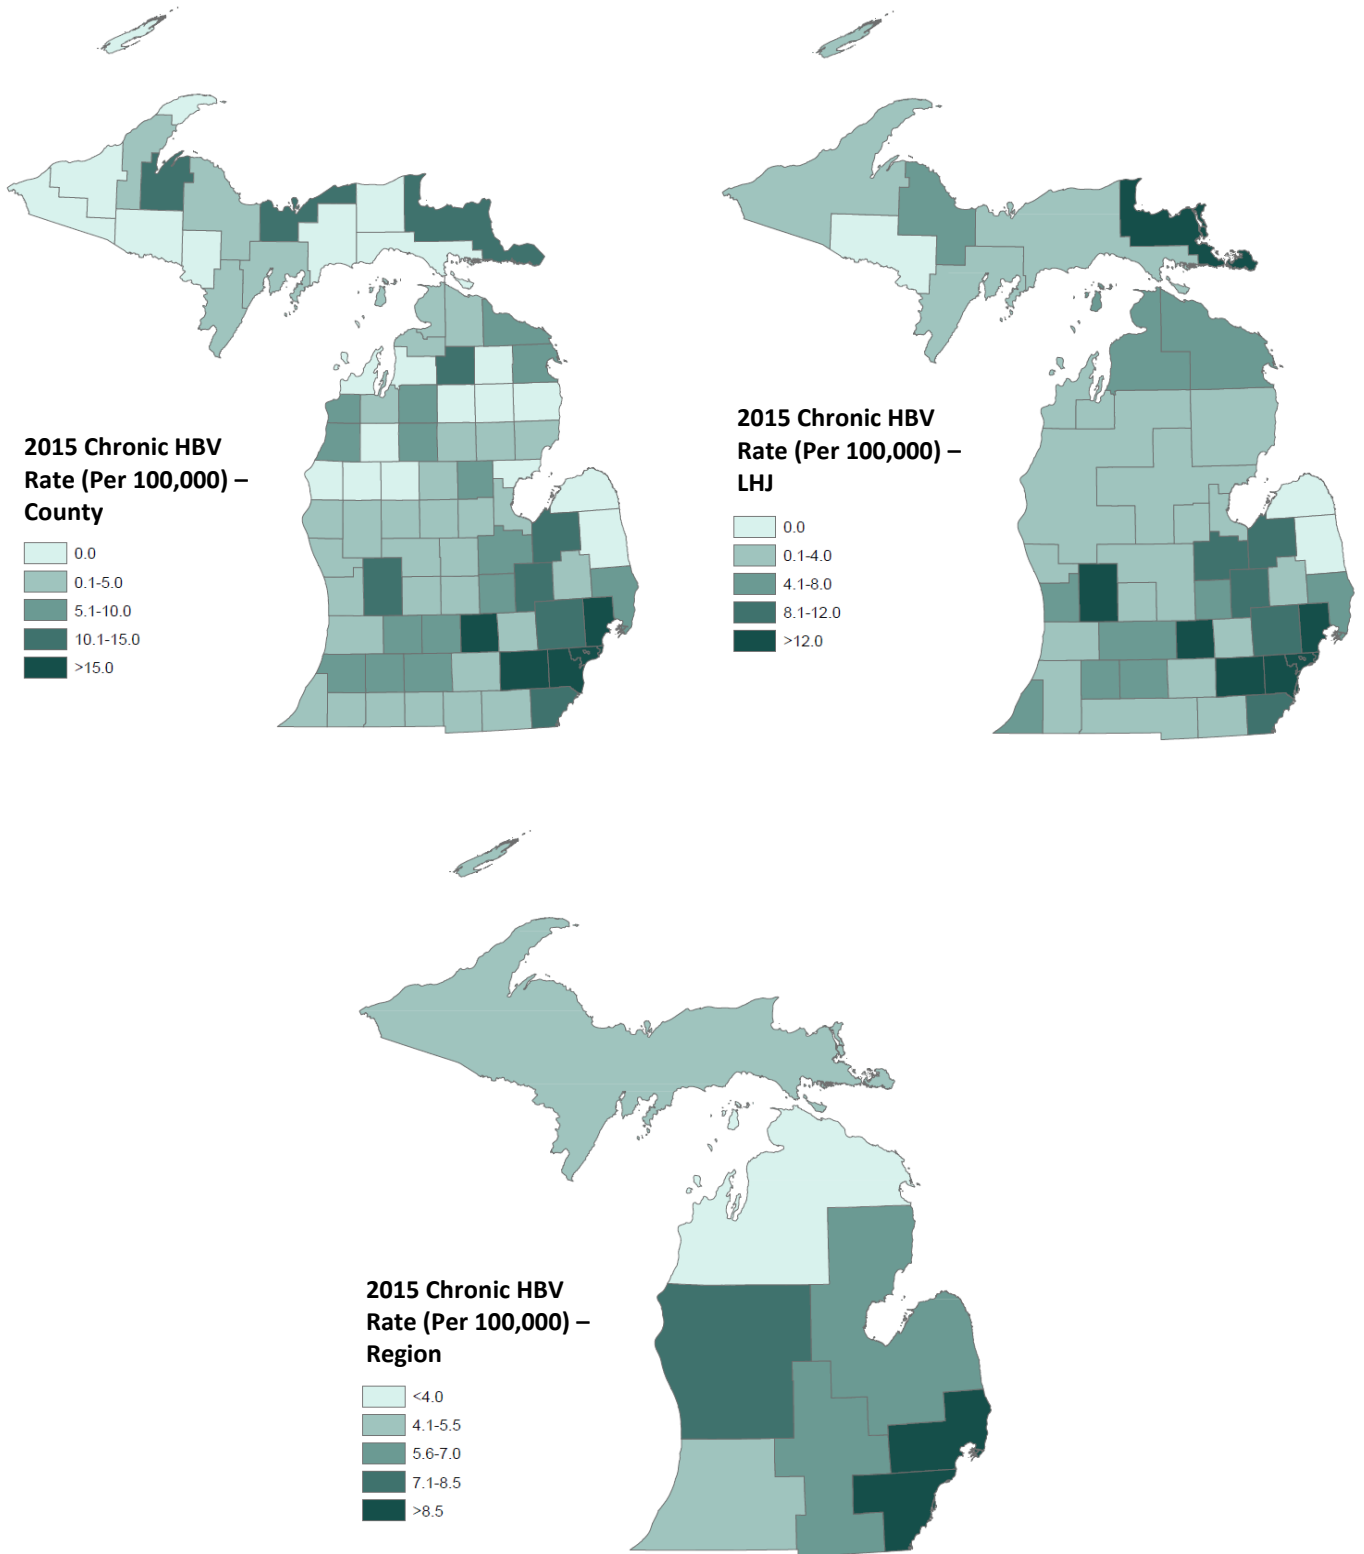 2015 Chronic HBV
Rate (Per 100,000) –
County
0.0
0.1-5.0
5.1-10.0
10.1-15.0
>15.0
2015 Chronic HBV
Rate (Per 100,000) –
LHJ
0.0
0.1-4.0
4.1-8.0
8.1-12.0
>12.0
2015 Chronic HBV
Rate (Per 100,000) –
Region
<4.0
4.1-5.5
5.6-7.0
7.1-8.5
>8.5